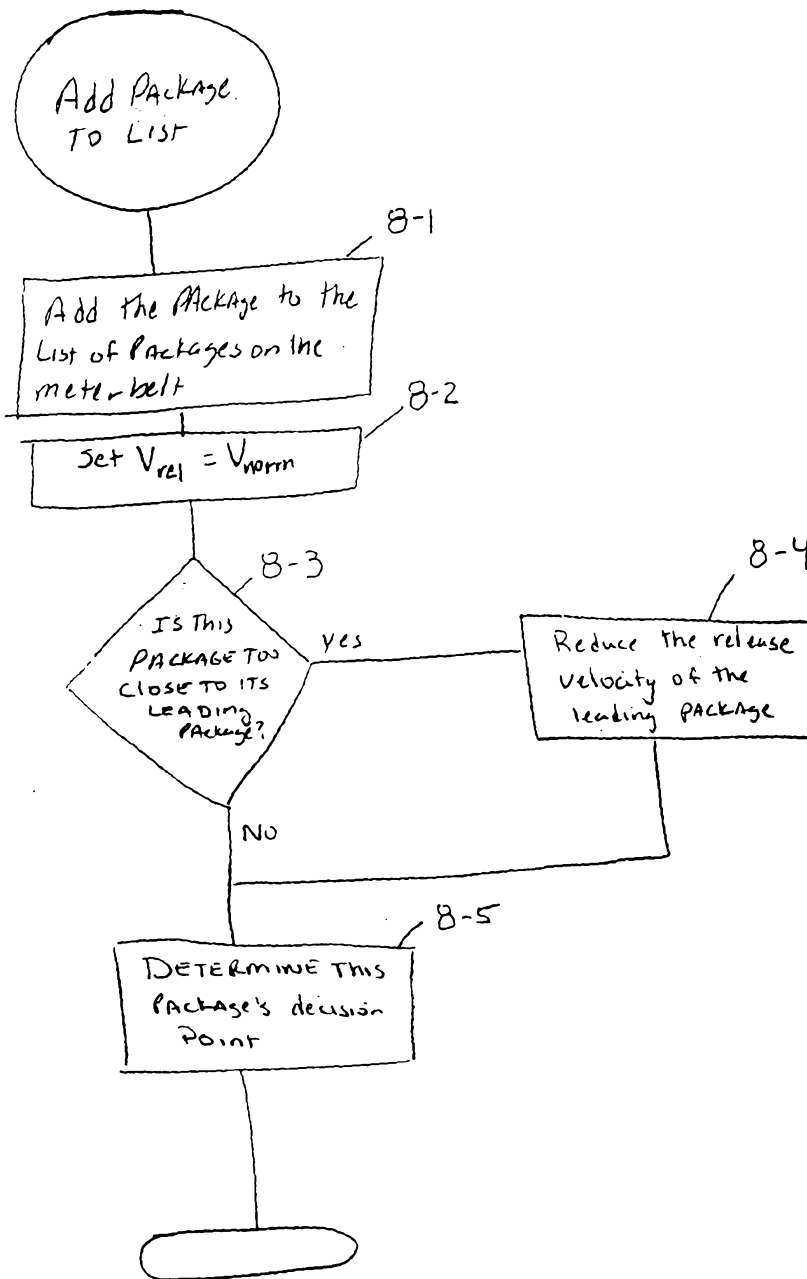 Add Package
To List
8-1
Add the Package to the
List of Packages on the
meter belt
8-2
Set Vrel = Vnorm
8-3
Is This
Package Too
Close To Its
Leading
Package?
yes
8-4
Reduce the release
velocity of the
leading package
No
8-5
Determine This
Package's decision
Point